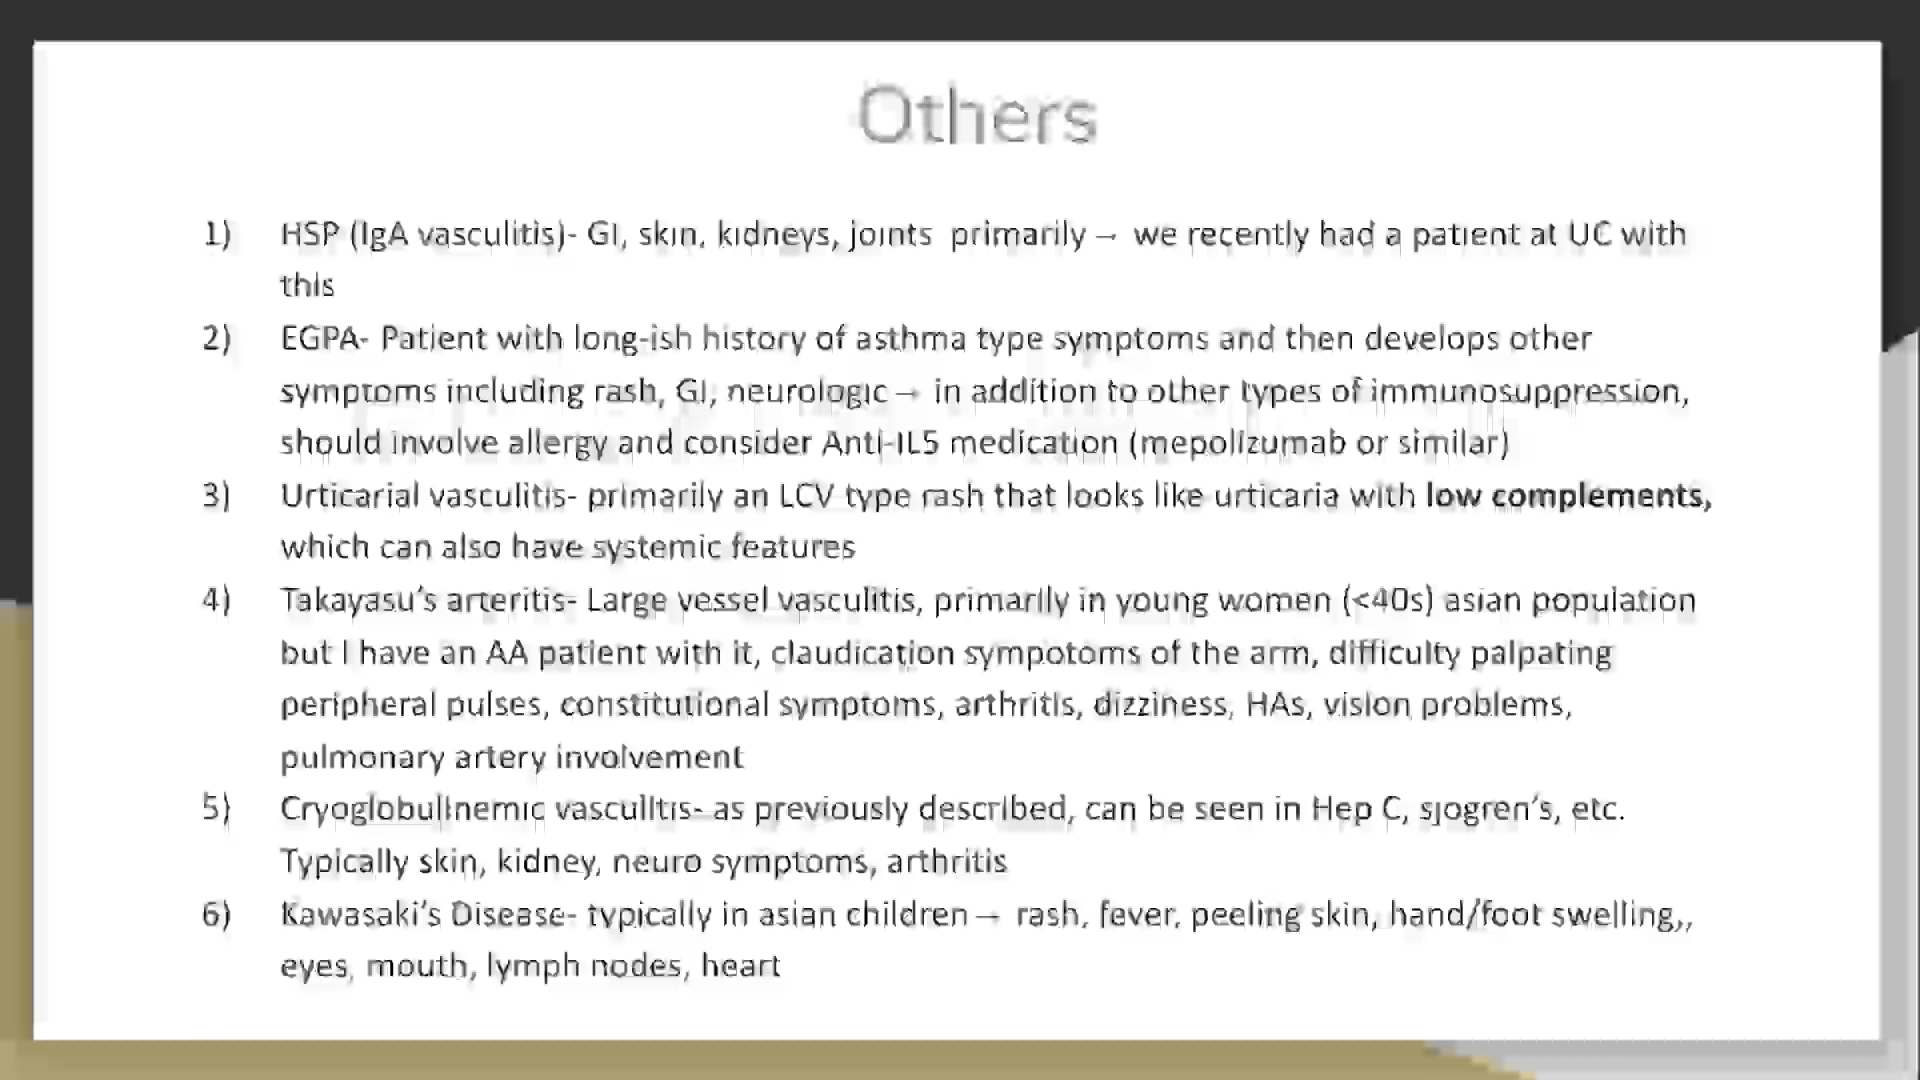 Others
1) HSP (IgA vasculitis)- GI, skin, kidneys, joints primarily → we recently had a patient at UC with
this
2) EGPA- Patient with long-ish history of asthma type symptoms and then develops other
symptoms including rash, GI, neurologic → in addition to other types of immunosuppression,
should involve allergy and consider Anti-IL5 medication (mepolizumab or similar)
3) Urticarial vasculitis- primarily an LCV type rash that looks like urticaria with low complements,
which can also have systemic features
4) Takayasu's arteritis- Large vessel vasculitis, primarily in young women (<40s) asian population
but I have an AA patient with it, claudication sympotoms of the arm, difficulty palpating
peripheral pulses, constitutional symptoms, arthritis, dizziness, HAs, vision problems,
pulmonary artery involvement
5) Cryoglobulinemic vasculitis- as previously described, can be seen in Hep C, sjogren's, etc.
Typically skin, kidney, neuro symptoms, arthritis
6) Kawasaki's Disease- typically in asian children → rash, fever, peeling skin, hand/foot swelling,,
eyes, mouth, lymph nodes, heart